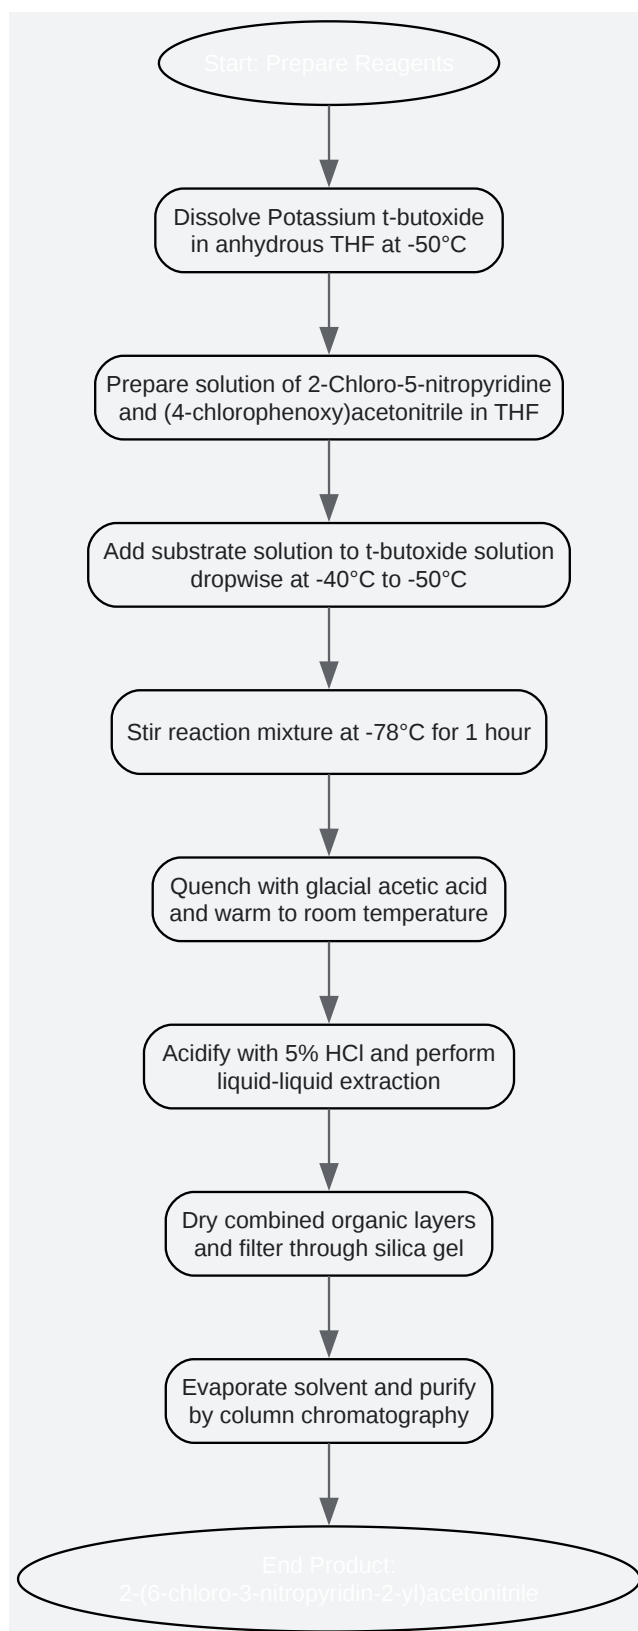 Start: Prepare Reagents
Dissolve Potassium t-butoxide
in anhydrous THF at -50°C
Prepare solution of 2-Chloro-5-nitropyridine
and (4-chlorophenoxy)acetonitrile in THF
Add substrate solution to t-butoxide solution
dropwise at -40°C to -50°C
Stir reaction mixture at -78°C for 1 hour
Quench with glacial acetic acid
and warm to room temperature
Acidify with 5% HCl and perform
liquid-liquid extraction
Dry combined organic layers
and filter through silica gel
Evaporate solvent and purify
by column chromatography
End Product:
2-(6-chloro-3-nitropyridin-2-yl)acetonitrile